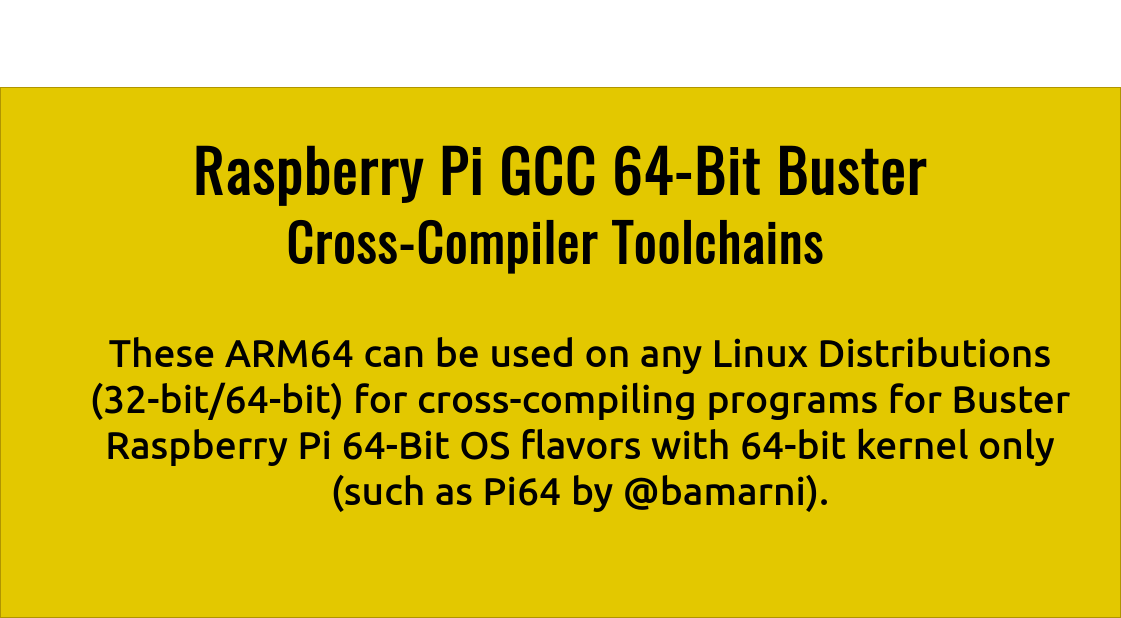 Raspberry Pi GCC 64-Bit Buster
Cross-Compiler Toolchains
These ARM64 can be used on any Linux Distributions
(32-bit/64-bit) for cross-compiling programs for Buster
Raspberry Pi 64-Bit OS flavors with 64-bit kernel only
(such as Pi64 by @bamarni).